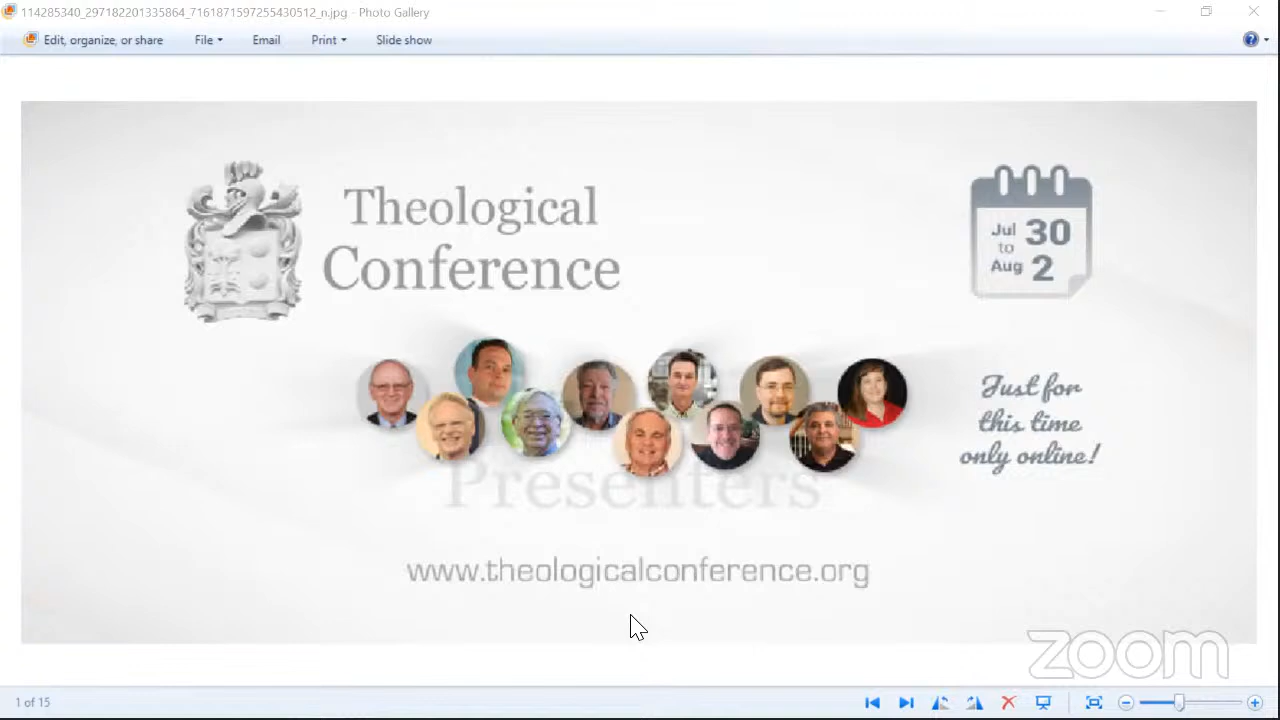 114285340_297182201335864_7161871597255430512_n.jpg - Photo Gallery
Edit, organize, or share File Email Print Slide show
Theological
Conference
Jul 30
to
Aug 2
Just for
this time
only online!
Presenters
www.theologicalconference.org
zoom
1 of 15